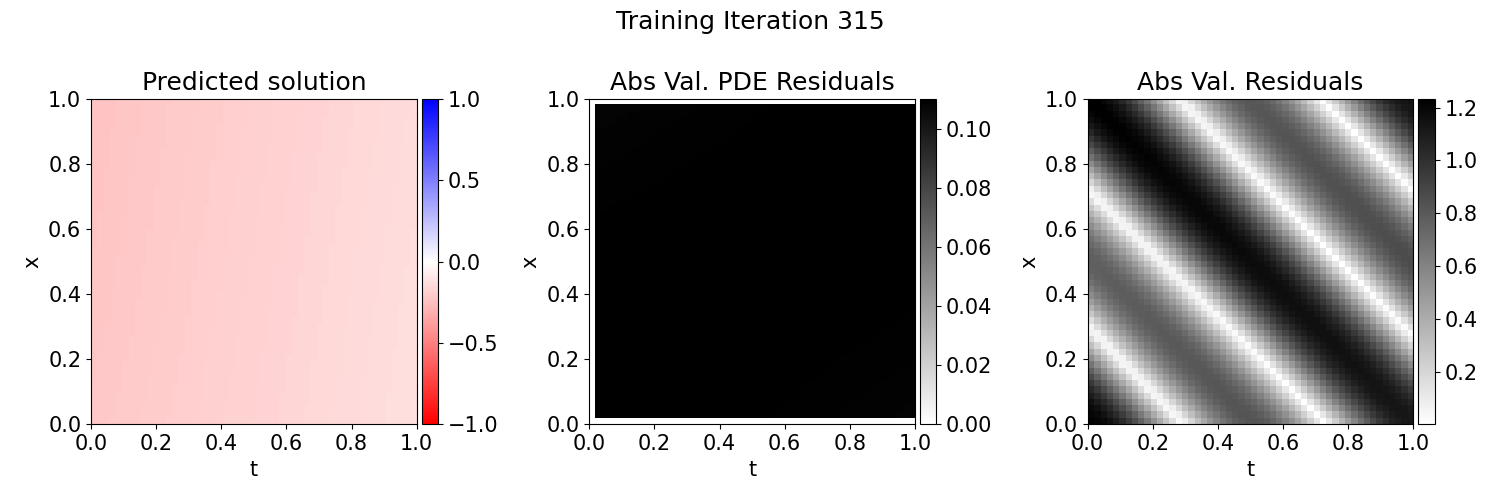 Training Iteration 315
Predicted solution
1.0
0.8
0.6
0.4
0.2
0.0
x
0.0 0.2 0.4 0.6 0.8 1.0
t
1.0
0.5
0.0
−0.5
−1.0
Abs Val. PDE Residuals
1.0
0.8
0.6
0.4
0.2
0.0
x
0.0 0.2 0.4 0.6 0.8 1.0
t
0.10
0.08
0.06
0.04
0.02
0.00
Abs Val. Residuals
1.0
0.8
0.6
0.4
0.2
0.0
x
0.0 0.2 0.4 0.6 0.8 1.0
t
1.2
1.0
0.8
0.6
0.4
0.2